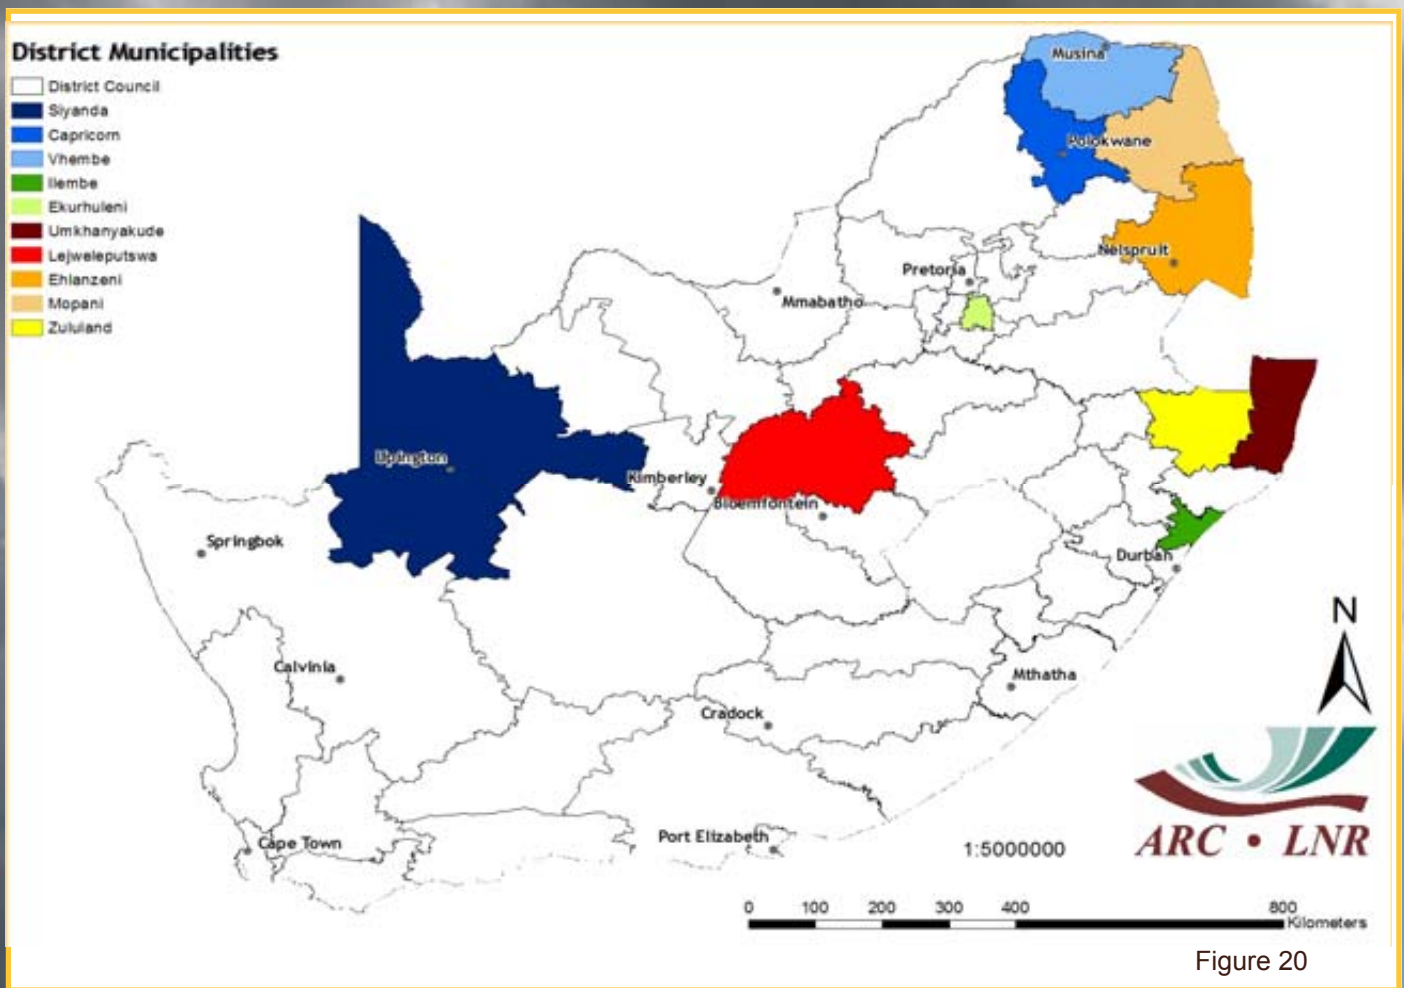 District Municipalities
District Council
Siyanda
Capricorn
Vhembe
Ilembe
Ekurhuleni
Umkhanyakude
Lejweleputswa
Ehlanzeni
Mopani
Zululand
Musina
Polokwane
Nelspruit
Pretoria
Mmabatho
Upington
Kimberley
Bloemfontein
Springbok
Durban
N
Calvinia
Mthatha
Cradock
Port Elizabeth
Cape Town
1:5000000
ARC • LNR
0 100 200 300 400 800
Kilometers
Figure 20